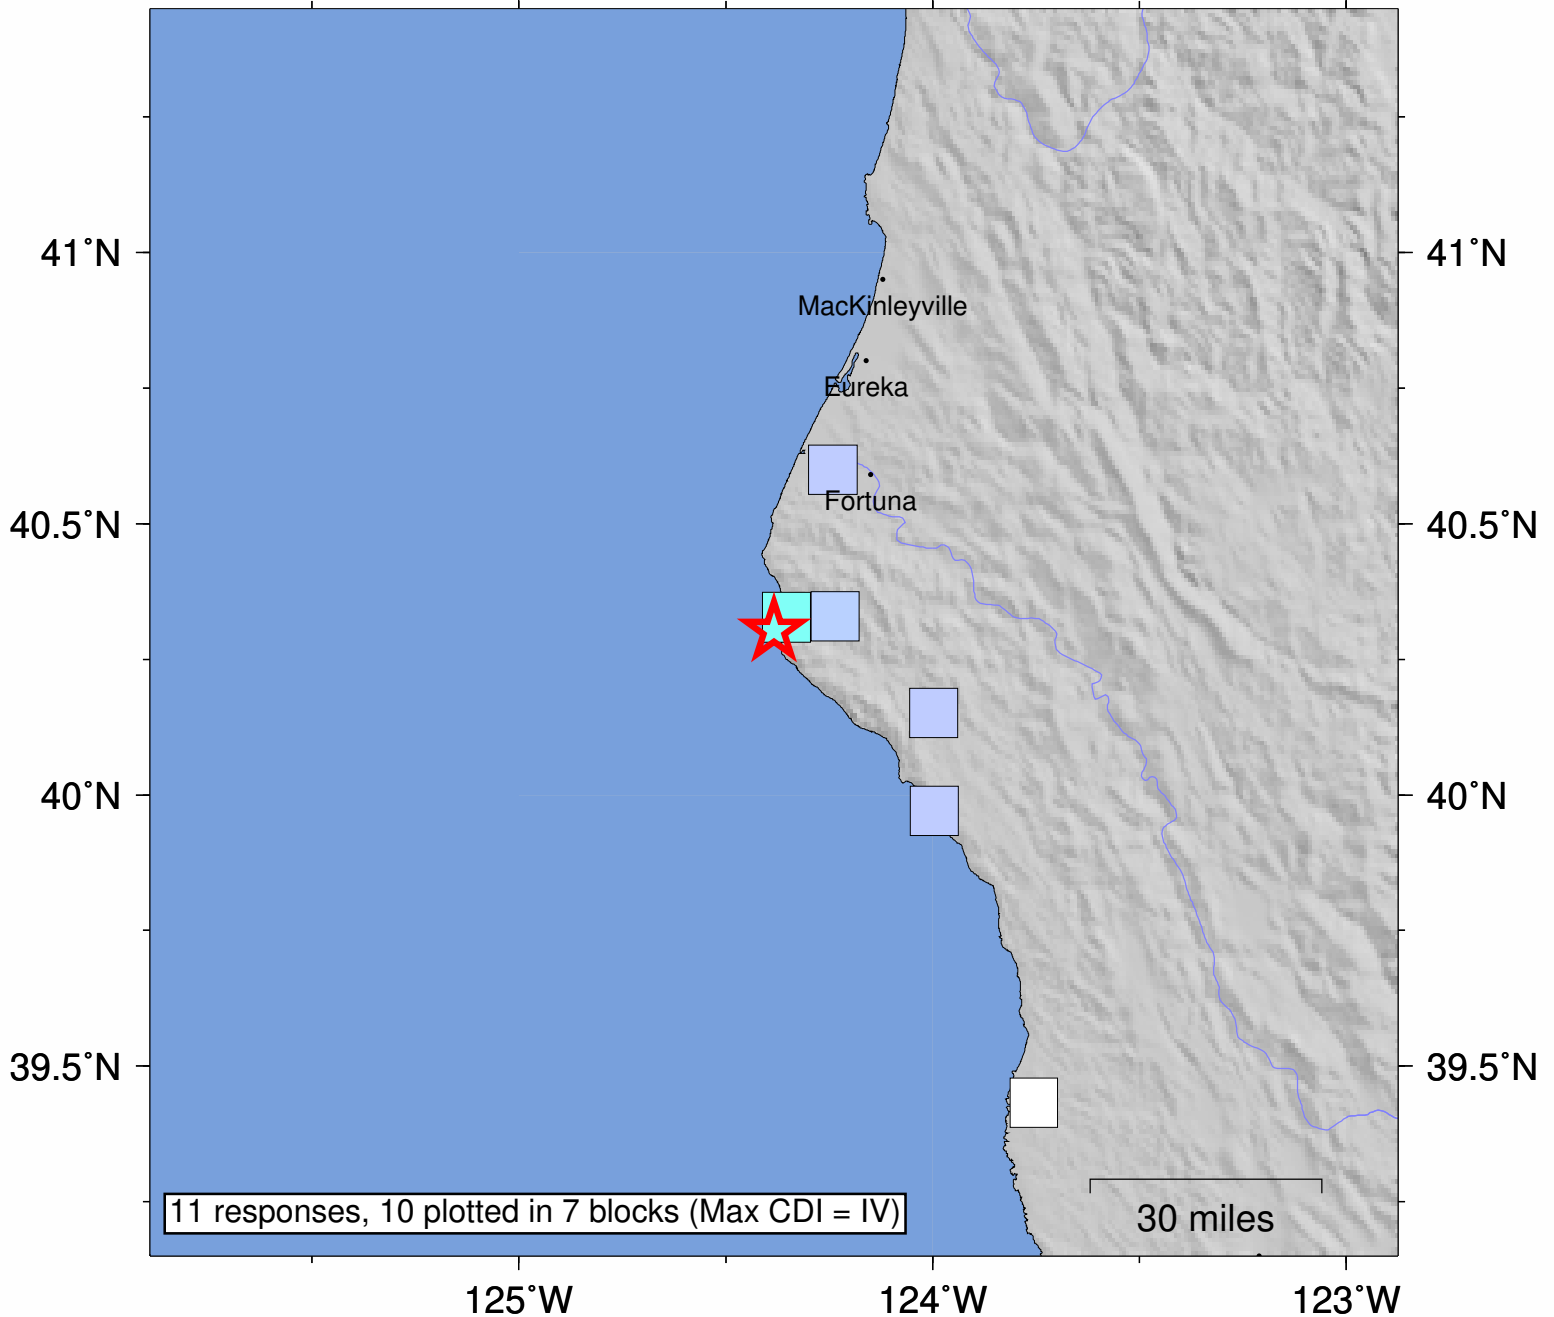 41˚N
41˚N
MacKinleyville
Eureka
Fortuna
40.5˚N
40.5˚N
40˚N
40˚N
39.5˚N
39.5˚N
11 responses, 10 plotted in 7 blocks (Max CDI = IV)
30 miles
125˚W
124˚W
123˚W